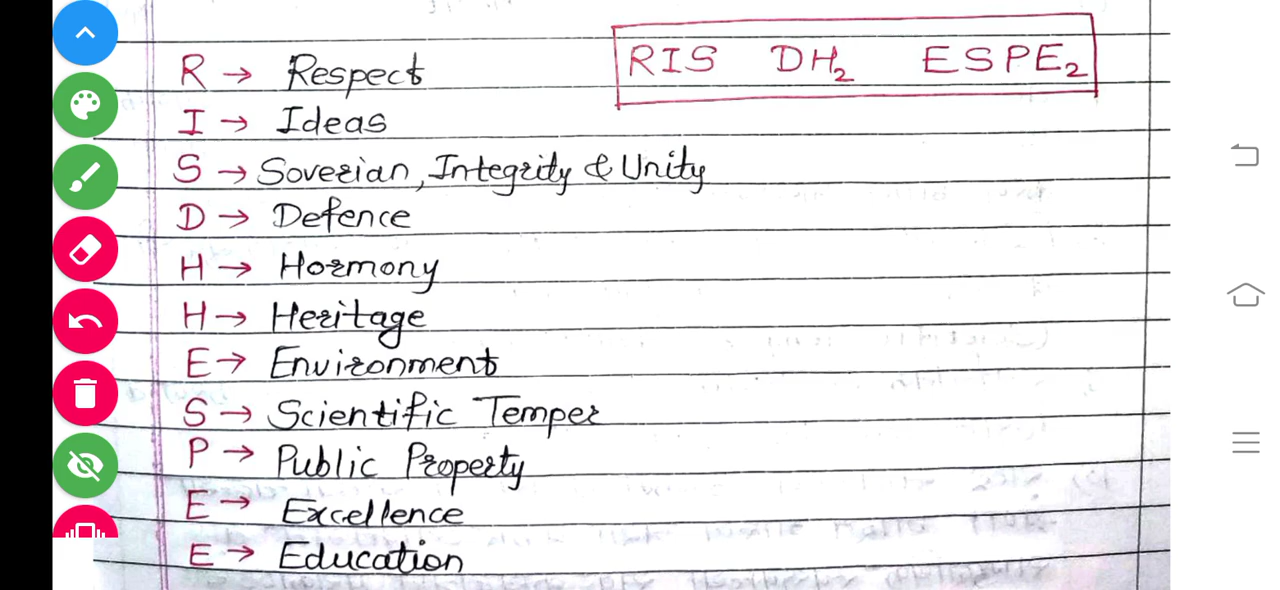 RIS DH₂ ESPE₂
R → Respect
I → Ideas
S → Soverian, Integrity & Unity
D → Defence
H → Hormony
H → Heritage
E → Environment
S → Scientific Temper
P → Public Property
E → Excellence
E → Education